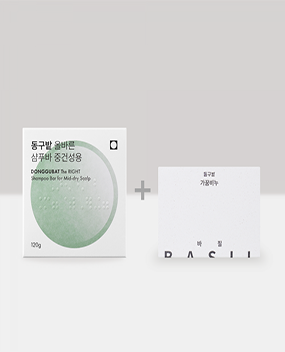 동구밭 올바른
샴푸바 중건성용
DONGGUBAT The RIGHT
Shampoo Bar for Mid-dry Scalp.
120g
+
동구밭
가꿈비누
바 질
BASIL